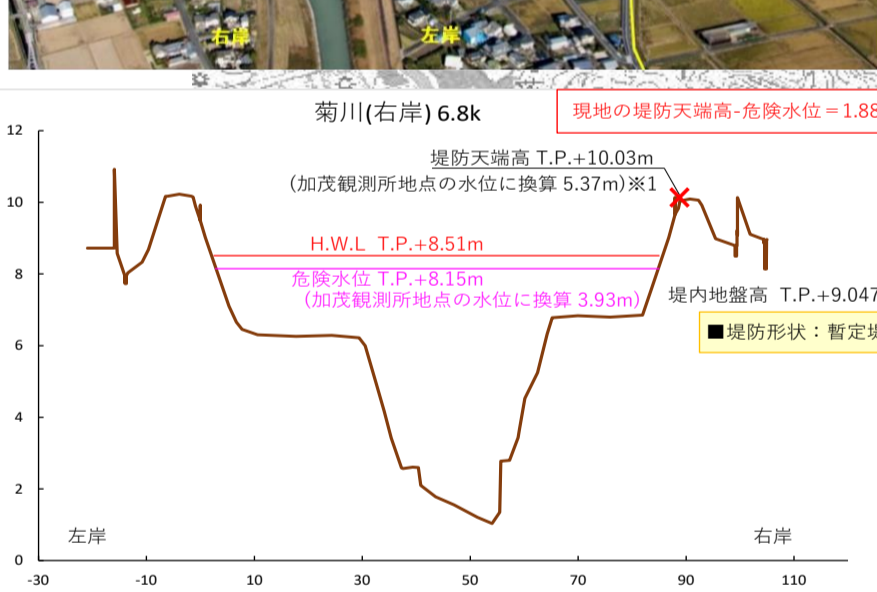 右岸
左岸
菊川(右岸) 6.8k
現地の堤防天端高-危険水位＝1.88
堤防天端高 T.P.+10.03m
(加茂観測所地点の水位に換算 5.37m)※1
H.W.L T.P.+8.51m
危険水位 T.P.+8.15m
(加茂観測所地点の水位に換算 3.93m)
堤内地盤高 T.P.+9.047
■堤防形状：暫定堤
12
10
8
6
4
2
0
左岸
右岸
-30
-10
10
30
50
70
90
110